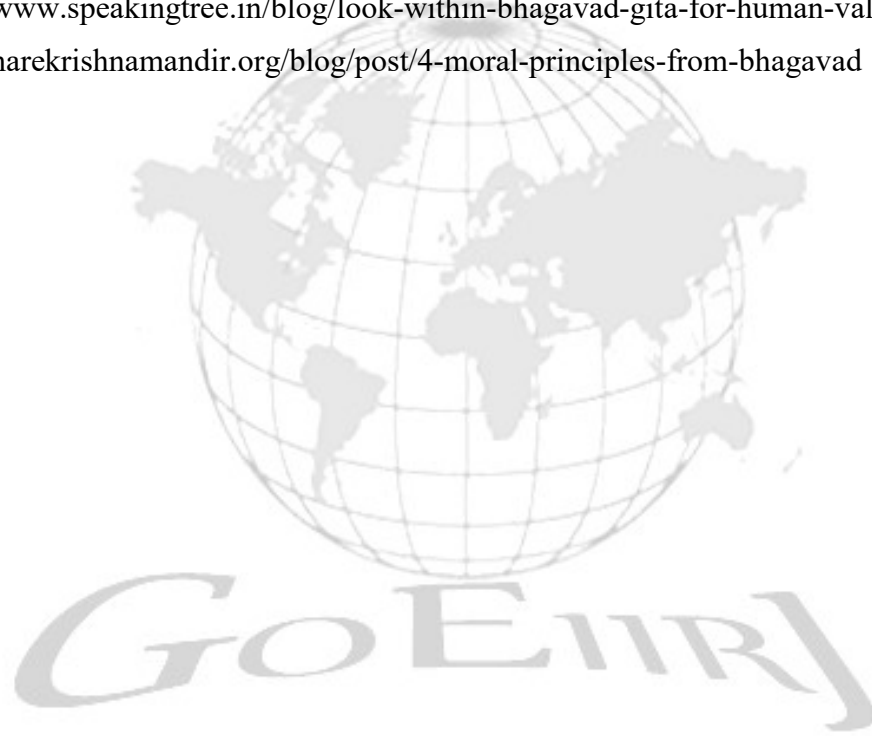 www.speakingtree.in/blog/look-within-bhagavad-gita-for-human-val
harekrishnamandir.org/blog/post/4-moral-principles-from-bhagavad
GOEIIRJ